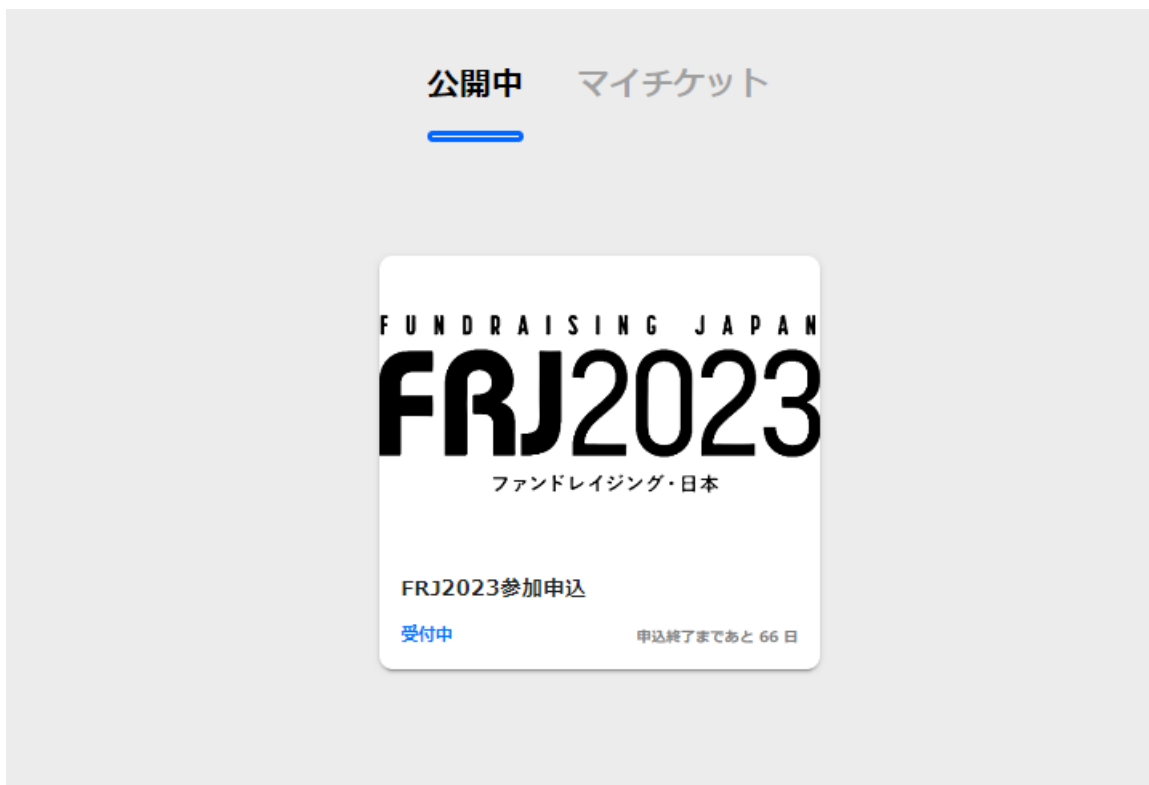 公開中 マイチケット
FUNDRAISING JAPAN
FRJ2023
ファンドレイジング・日本
FRJ2023参加申込
受付中 申込終了まであと 66 日